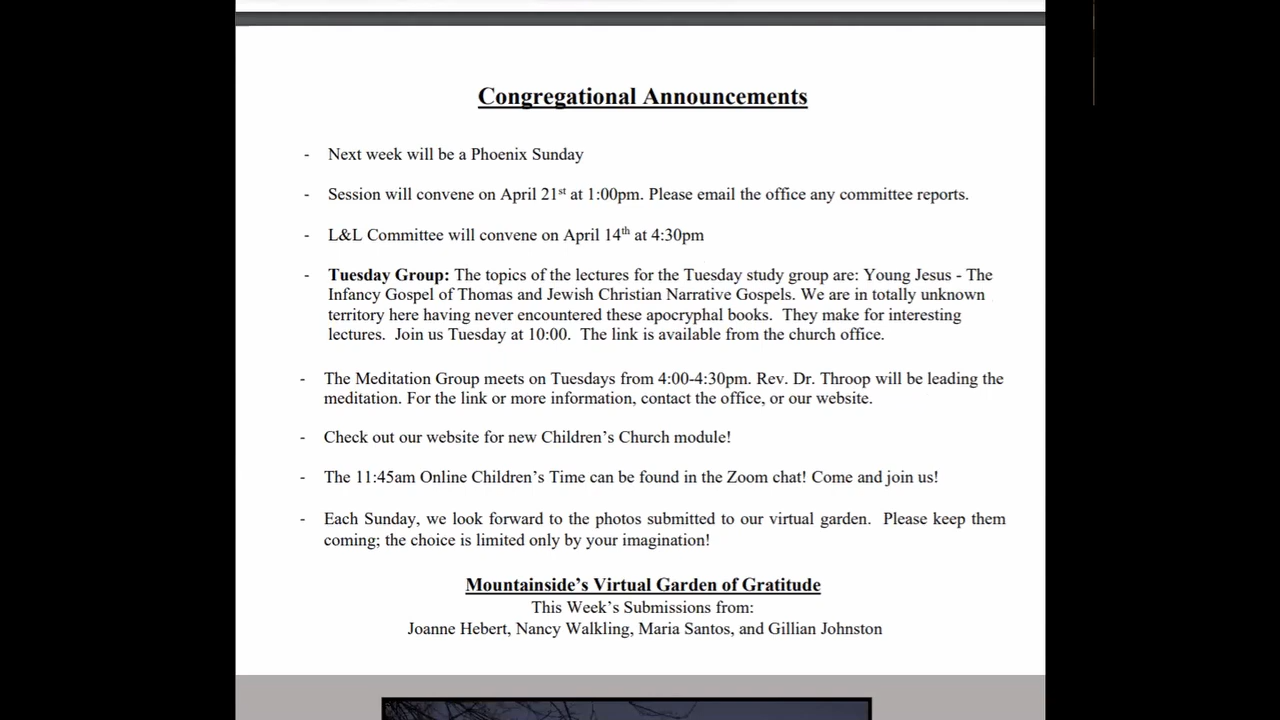 Congregational Announcements
- Next week will be a Phoenix Sunday
- Session will convene on April 21st at 1:00pm. Please email the office any committee reports.
- L&L Committee will convene on April 14th at 4:30pm
- Tuesday Group: The topics of the lectures for the Tuesday study group are: Young Jesus - The
Infancy Gospel of Thomas and Jewish Christian Narrative Gospels. We are in totally unknown
territory here having never encountered these apocryphal books.  They make for interesting
lectures.  Join us Tuesday at 10:00.  The link is available from the church office.
- The Meditation Group meets on Tuesdays from 4:00-4:30pm. Rev. Dr. Throop will be leading the
meditation. For the link or more information, contact the office, or our website.
- Check out our website for new Children’s Church module!
- The 11:45am Online Children’s Time can be found in the Zoom chat! Come and join us!
- Each Sunday, we look forward to the photos submitted to our virtual garden.  Please keep them
coming; the choice is limited only by your imagination!
Mountainside’s Virtual Garden of Gratitude
This Week’s Submissions from:
Joanne Hebert, Nancy Walkling, Maria Santos, and Gillian Johnston